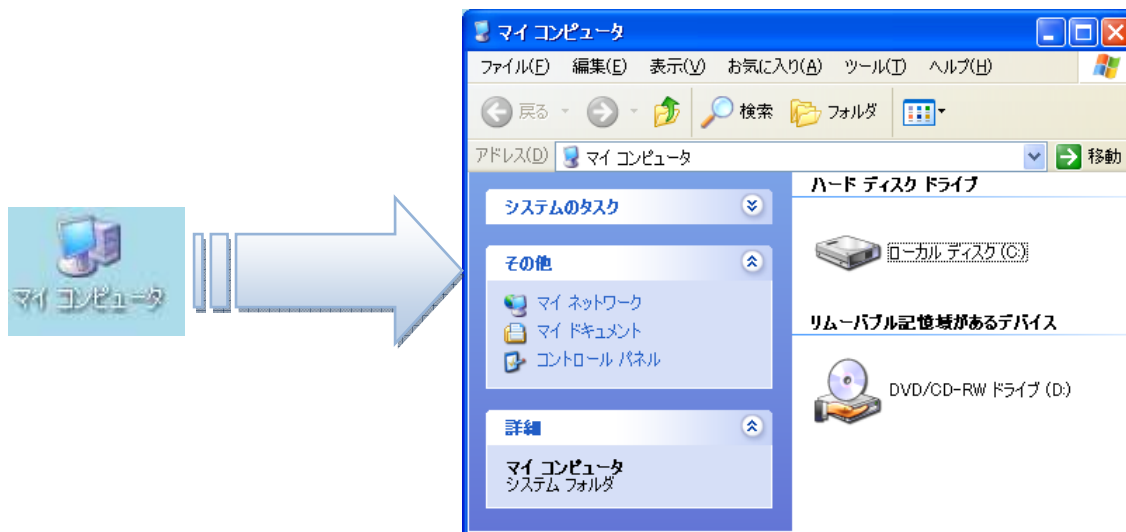 マイ コンピュータ
マイ コンピュータ
ファイル(F) 編集(E) 表示(V) お気に入り(A) ツール(T) ヘルプ(H)
戻る 検索 フォルダ
アドレス(D) マイ コンピュータ 移動
システムのタスク
その他
マイ ネットワーク
マイ ドキュメント
コントロール パネル
詳細
マイ コンピュータ
システム フォルダ
ハード ディスク ドライブ
ローカル ディスク (C:)
リムーバブル記憶域があるデバイス
DVD/CD-RW ドライブ (D:)